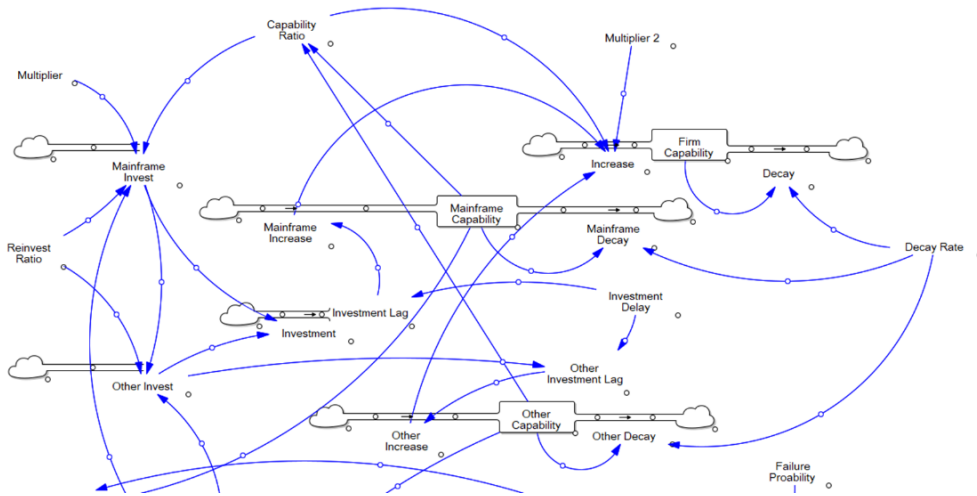 Capability
Ratio
Multiplier 2
Multiplier
Firm
Capability
Increase
Decay
Mainframe
Invest
Mainframe
Capability
Mainframe
Increase
Mainframe
Decay
Reinvest
Ratio
Decay Rate
Investment Lag
Investment
Delay
Investment
Other
Investment Lag
Other Invest
Other
Capability
Other
Increase
Other Decay
Failure
Proability